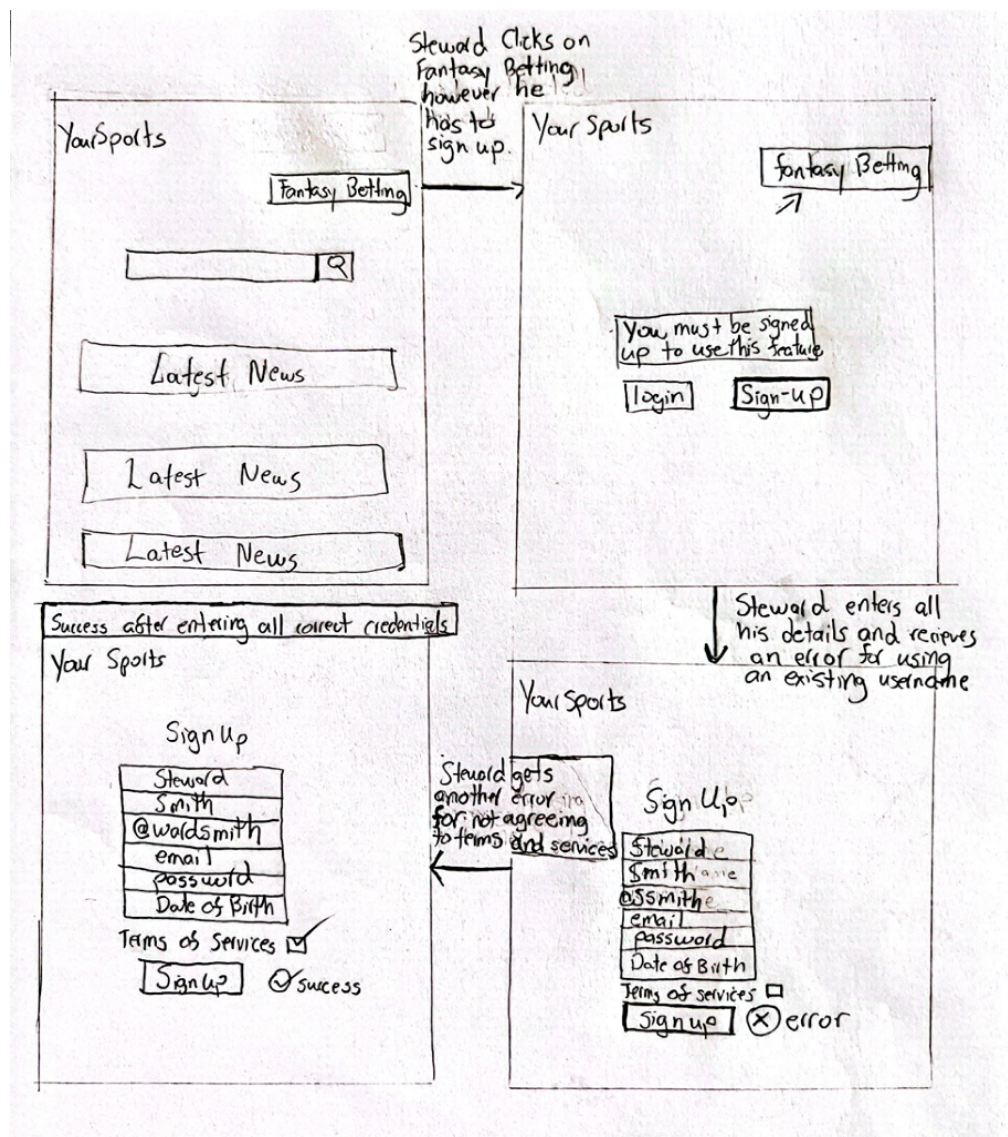 Steward Clicks on
Fantasy Betting
however he
has to
sign up.
YourSports
Fantasy Betting
Latest News
Latest News
Latest News
Your Sports
fantasy Betting
You must be signed
up to use this feature
login
Sign-up
Steward enters all
his details and recieves
an error for using
an existing username
Your Sports
Sign Up
Steward
Smith
@ssmith
email
password
Date of Birth
Terms of services
Sign up
error
Steward gets
another error
for not agreeing
to terms and services
Success after entering all correct credentials
Your Sports
Sign Up
Steward
Smith
@wardsmith
email
password
Date of Birth
Terms of Services
Sign up
Success